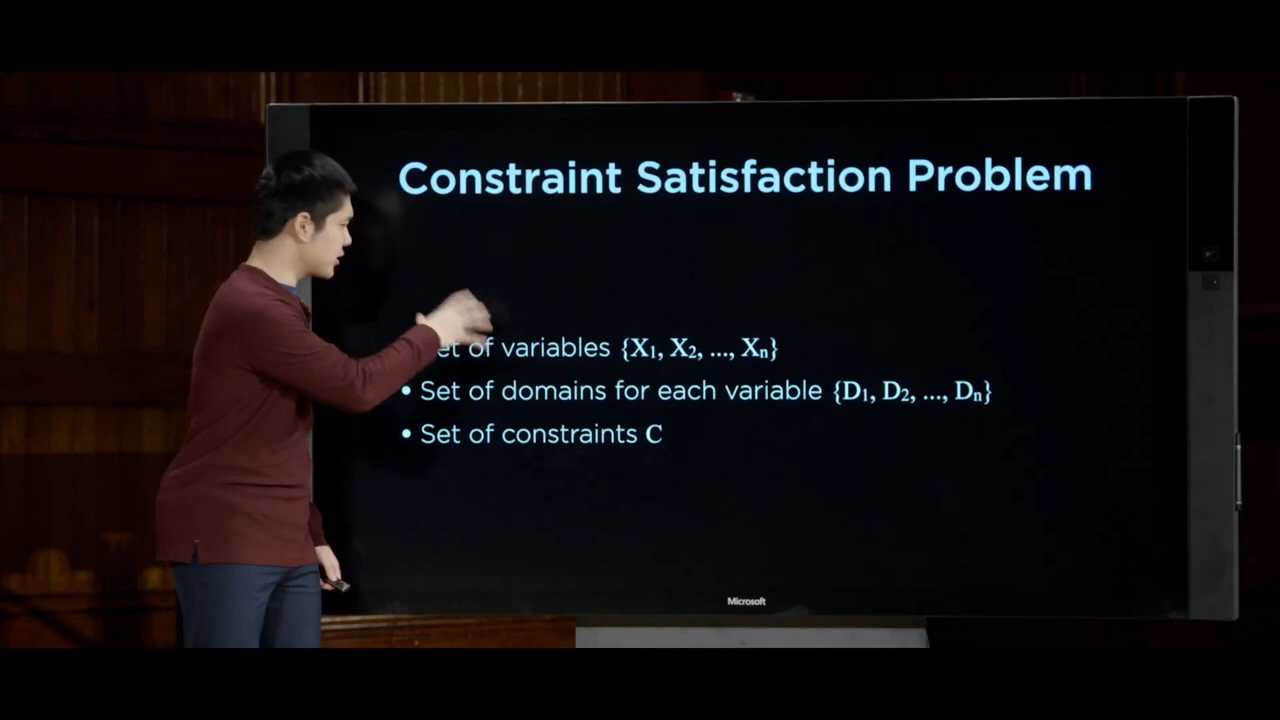 Constraint Satisfaction Problem
et of variables {X1, X2, ..., Xn}
• Set of domains for each variable {D1, D2, ..., Dn}
• Set of constraints C
Microsoft